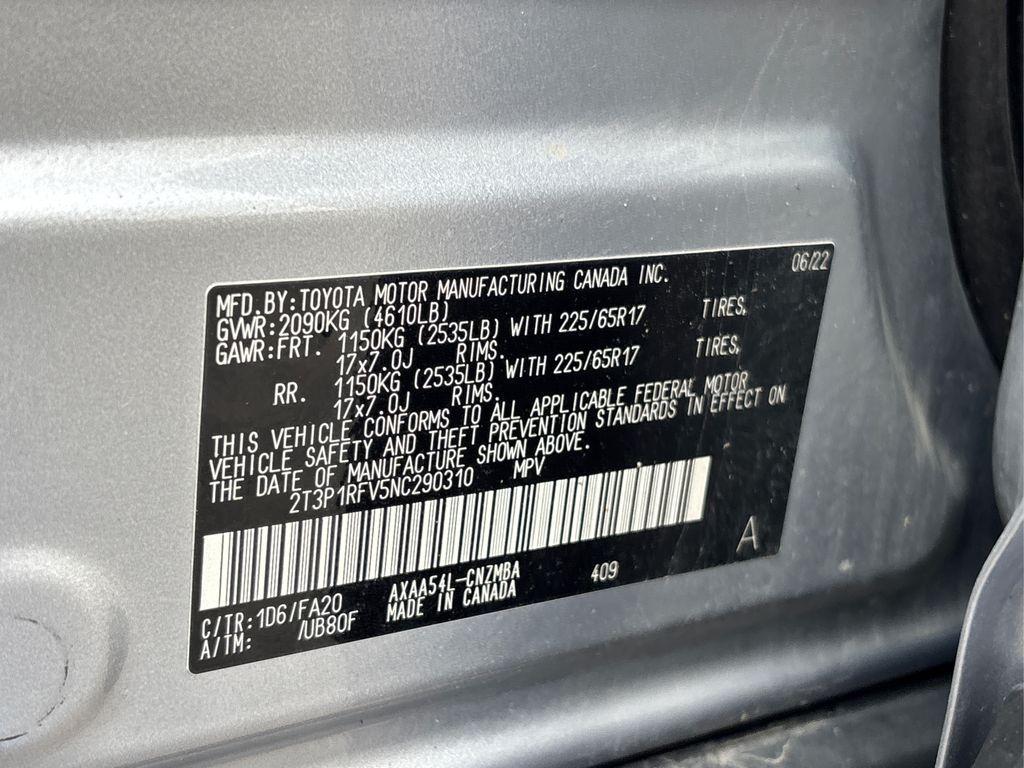 06/22
MFD.BY:TOYOTA MOTOR MANUFACTURING CANADA INC.
GVWR:2090KG (4610LB)
GAWR:FRT. 1150KG (2535LB) WITH 225/65R17 TIRES,
17x7.0J RIMS.
RR. 1150KG (2535LB) WITH 225/65R17 TIRES,
17x7.0J RIMS.
THIS VEHICLE CONFORMS TO ALL APPLICABLE FEDERAL MOTOR
VEHICLE SAFETY AND THEFT PREVENTION STANDARDS IN EFFECT ON
THE DATE OF MANUFACTURE SHOWN ABOVE.
2T3P1RFV5NC290310 MPV
A
C/TR:1D6/FA20 AXAA54L-CNZMBA 409
A/TM: /UB80F MADE IN CANADA